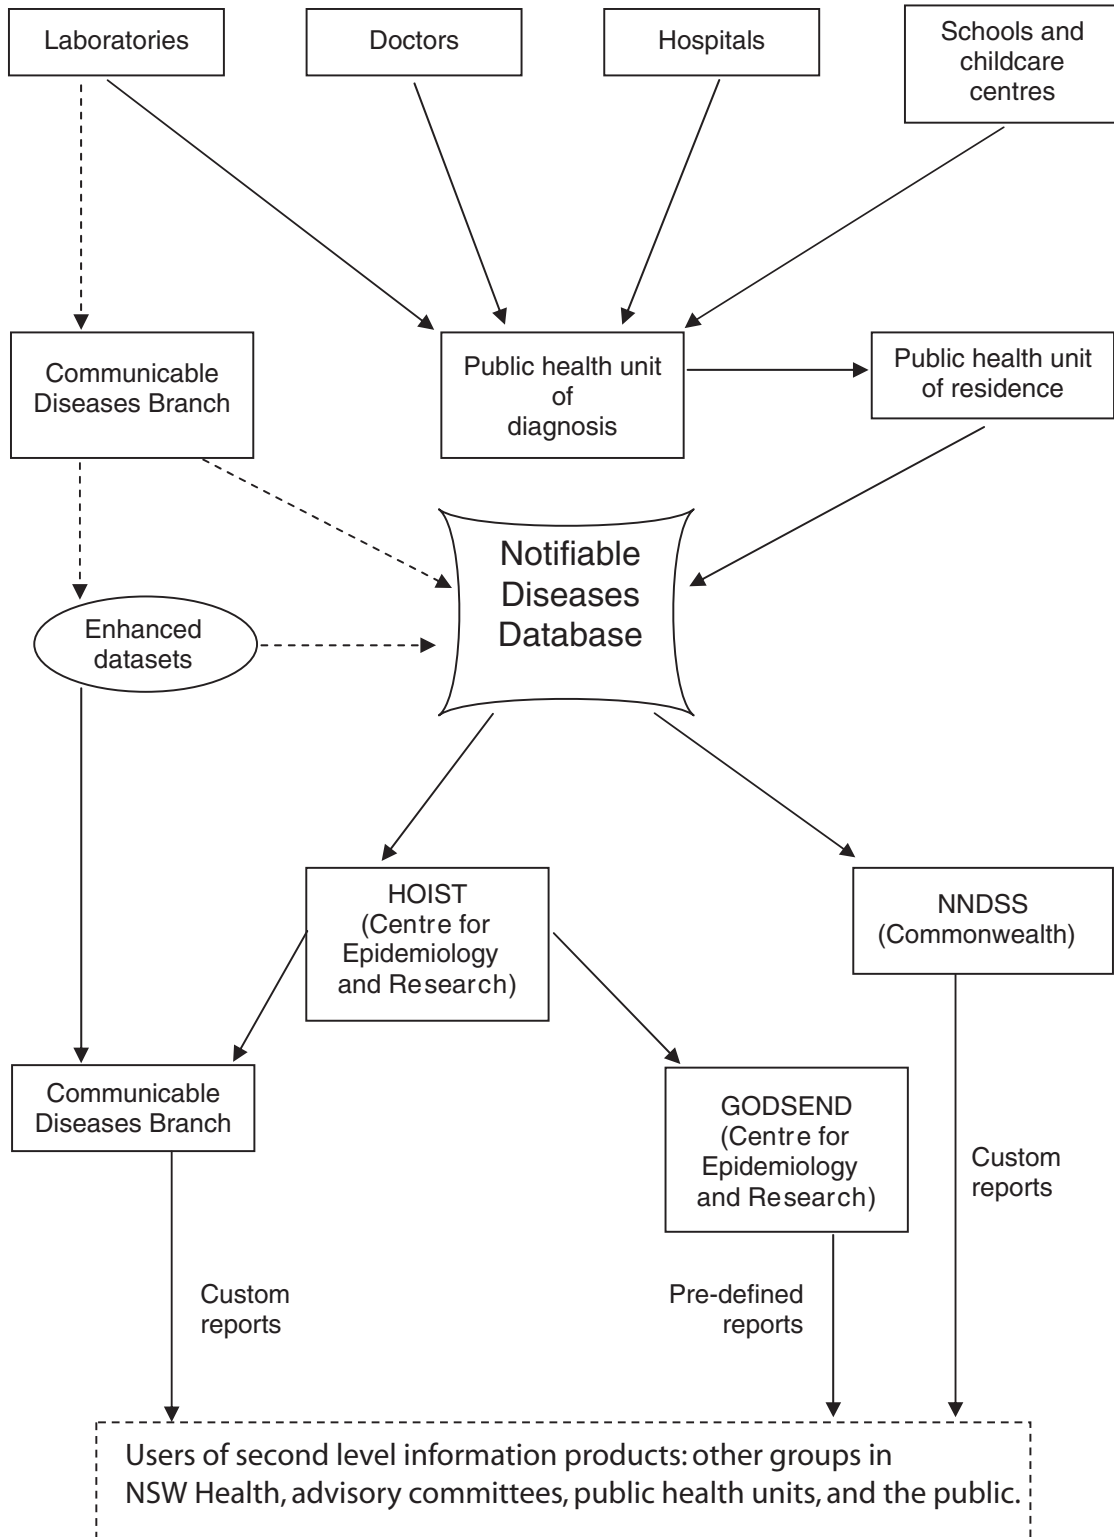 Laboratories
Doctors
Hospitals
Schools and
childcare
centres
Communicable
Diseases Branch
Public health unit
of
diagnosis
Public health unit
of residence
Notifiable
Diseases
Database
Enhanced
datasets
HOIST
(Centre for
Epidemiology
and Research)
NNDSS
(Commonwealth)
Communicable
Diseases Branch
GODSEND
(Centre for
Epidemiology
and Research)
Custom
reports
Custom
reports
Pre-defined
reports
Users of second level information products: other groups in
NSW Health, advisory committees, public health units, and the public.